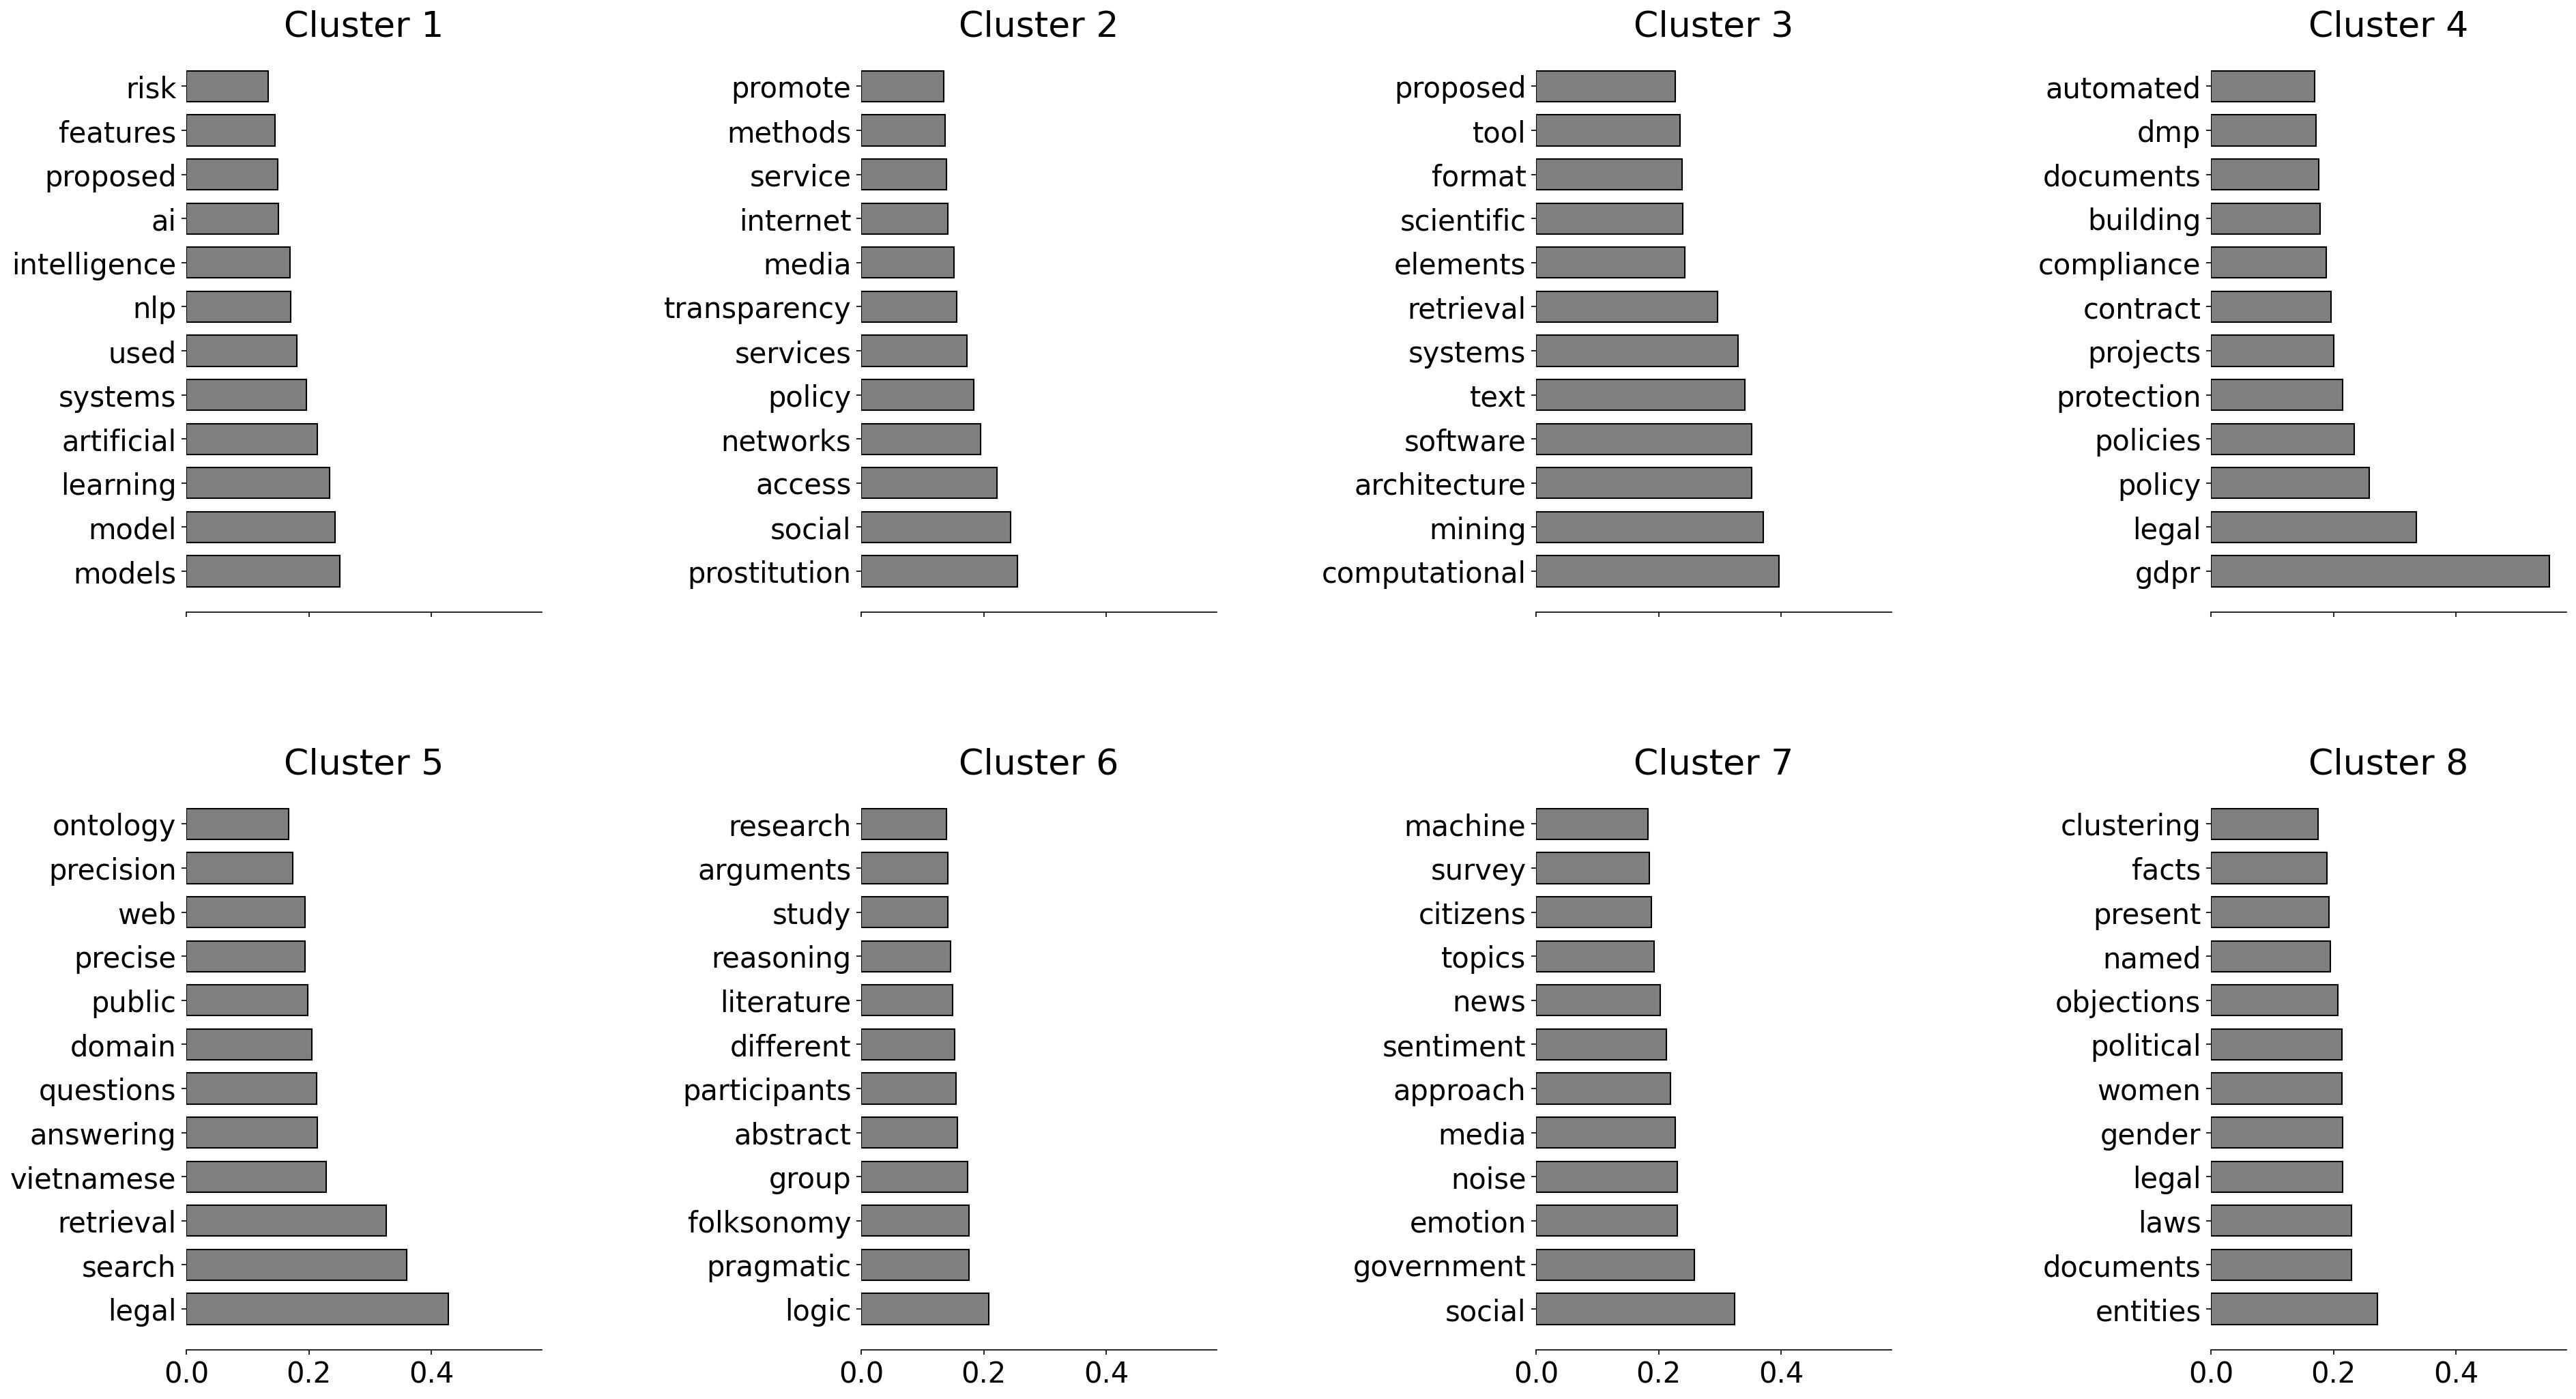 Cluster 1
risk
features
proposed
ai
intelligence
nlp
used
systems
artificial
learning
model
models
Cluster 2
promote
methods
service
internet
media
transparency
services
policy
networks
access
social
prostitution
Cluster 3
proposed
tool
format
scientific
elements
retrieval
systems
text
software
architecture
mining
computational
Cluster 4
automated
dmp
documents
building
compliance
contract
projects
protection
policies
policy
legal
gdpr
Cluster 5
ontology
precision
web
precise
public
domain
questions
answering
vietnamese
retrieval
search
legal
0.0 0.2 0.4
Cluster 6
research
arguments
study
reasoning
literature
different
participants
abstract
group
folksonomy
pragmatic
logic
0.0 0.2 0.4
Cluster 7
machine
survey
citizens
topics
news
sentiment
approach
media
noise
emotion
government
social
0.0 0.2 0.4
Cluster 8
clustering
facts
present
named
objections
political
women
gender
legal
laws
documents
entities
0.0 0.2 0.4